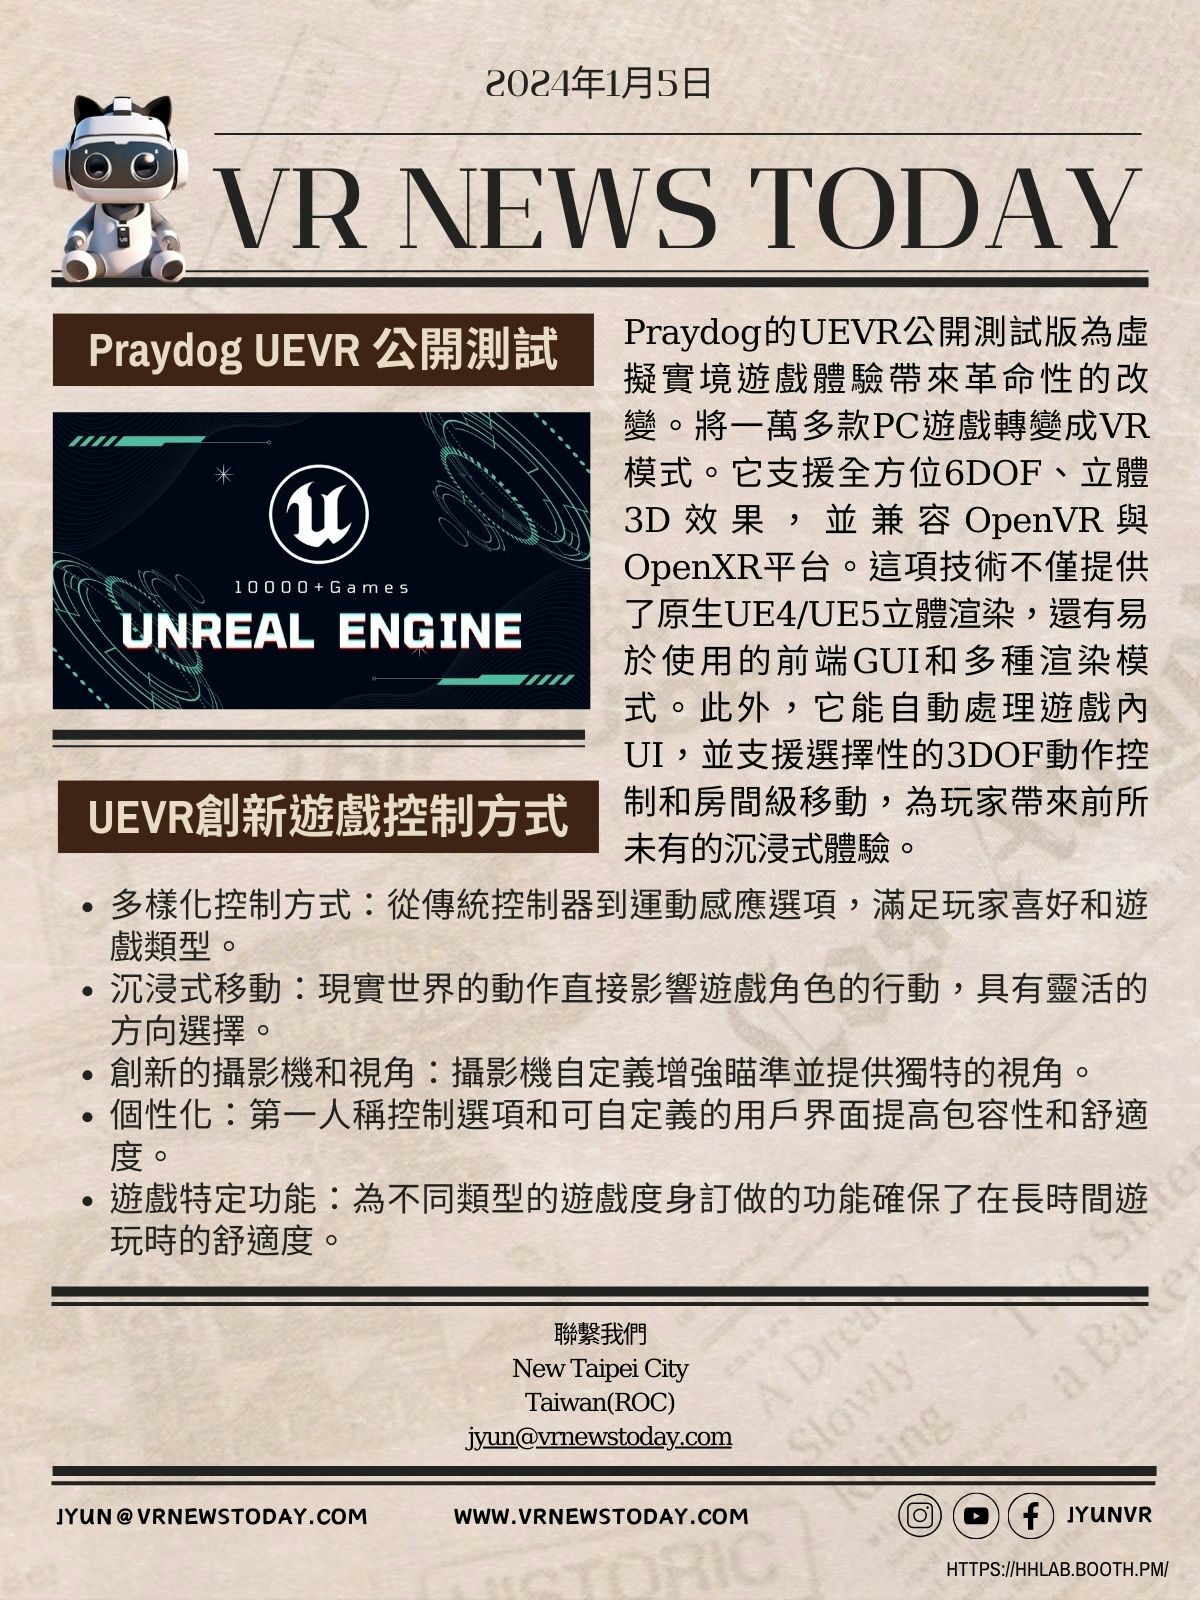 2024年1月5日
VR NEWS TODAY
Praydog UEVR 公開測試
10000+Games
UNREAL ENGINE
Praydog的UEVR公開測試版為虛
擬實境遊戲體驗帶來革命性的改
變。將一萬多款PC遊戲轉變成VR
模式。它支援全方位6DOF、立體
3D效果，並兼容OpenVR與
OpenXR平台。這項技術不僅提供
了原生UE4/UE5立體渲染，還有易
於使用的前端GUI和多種渲染模
式。此外，它能自動處理遊戲內
UI，並支援選擇性的3DOF動作控
制和房間級移動，為玩家帶來前所
未有的沉浸式體驗。
UEVR創新遊戲控制方式
• 多樣化控制方式：從傳統控制器到運動感應選項，滿足玩家喜好和遊
戲類型。
• 沉浸式移動：現實世界的動作直接影響遊戲角色的行動，具有靈活的
方向選擇。
• 創新的攝影機和視角：攝影機自定義增強瞄準並提供獨特的視角。
• 個性化：第一人稱控制選項和可自定義的用戶界面提高包容性和舒適
度。
• 遊戲特定功能：為不同類型的遊戲度身訂做的功能確保了在長時間遊
玩時的舒適度。
聯繫我們
New Taipei City
Taiwan(ROC)
jyun@vrnewstoday.com
JYUN@VRNEWSTODAY.COM
WWW.VRNEWSTODAY.COM
JYUNVR
HTTPS://HHLAB.BOOTH.PM/